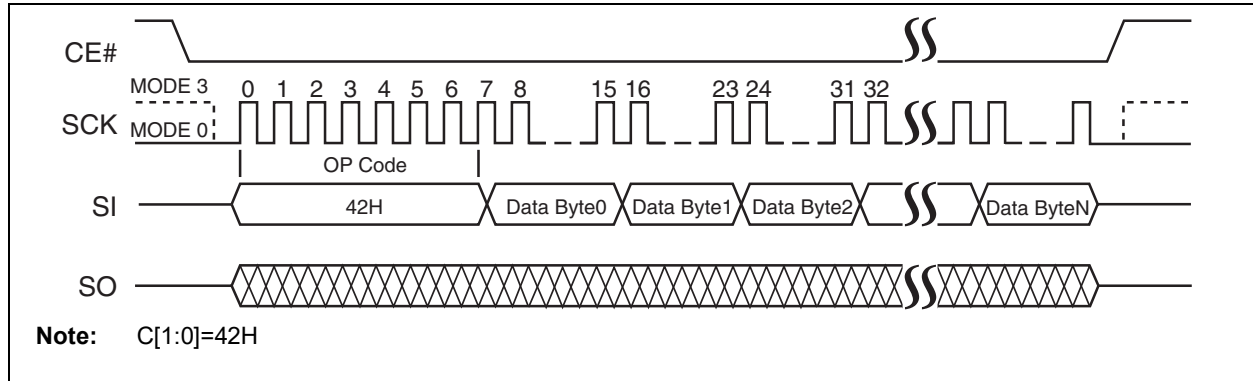 CE#
MODE 3 0 1 2 3 4 5 6 7 8 15 16 23 24 31 32
SCK MODE 0
OP Code
SI 42H Data Byte0 Data Byte1 Data Byte2 Data ByteN
SO
Note: C[1:0]=42H